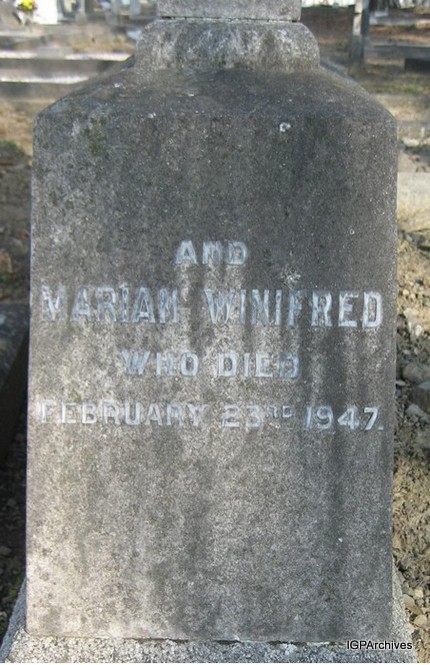 AND
MARIAN WINIFRED
WHO DIED
FEBRUARY 23RD 1947.
IGPArchives